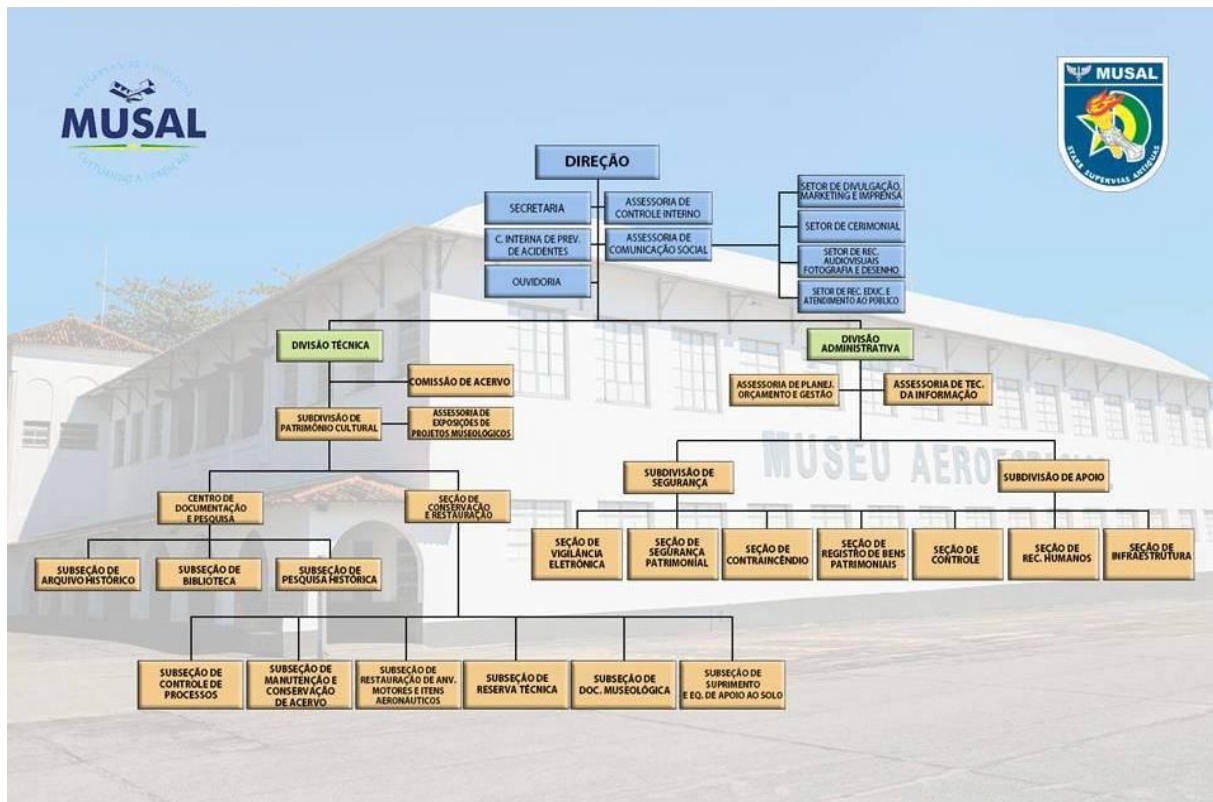 MUSAL
CULTUANDO A TRADIÇÃO
MUSAL
STARE SUPERVIAS ANTIQUAS
DIREÇÃO
SECRETARIA
ASSESSORIA DE
CONTROLE INTERNO
C. INTERNA DE PREV.
DE ACIDENTES
ASSESSORIA DE
COMUNICAÇÃO SOCIAL
OUVIDORIA
SETOR DE DIVULGAÇÃO,
MARKETING E IMPRENSA
SETOR DE CERIMONIAL
SETOR DE REC.
AUDIOVISUAIS
FOTOGRAFIA E DESENHO
SETOR DE REC. EDUC. E
ATENDIMENTO AO PÚBLICO
DIVISÃO TÉCNICA
DIVISÃO
ADMINISTRATIVA
COMISSÃO DE ACERVO
SUBDIVISÃO DE
PATRIMÔNIO CULTURAL
ASSESSORIA DE
EXPOSIÇÕES DE
PROJETOS MUSEOLÓGICOS
ASSESSORIA DE PLANEJ.
ORÇAMENTO E GESTÃO
ASSESSORIA DE TEC.
DA INFORMAÇÃO
MUSEU AEROESPACIAL
CENTRO DE
DOCUMENTAÇÃO
E PESQUISA
SEÇÃO DE
CONSERVAÇÃO
E RESTAURAÇÃO
SUBDIVISÃO DE
SEGURANÇA
SUBDIVISÃO DE APOIO
SUBSEÇÃO DE
ARQUIVO HISTÓRICO
SUBSEÇÃO DE
BIBLIOTECA
SUBSEÇÃO DE
PESQUISA HISTÓRICA
SEÇÃO DE
VIGILÂNCIA
ELETRÔNICA
SEÇÃO DE
SEGURANÇA
PATRIMONIAL
SEÇÃO DE
CONTRAINCÊNDIO
SEÇÃO DE
REGISTRO DE BENS
PATRIMONIAIS
SEÇÃO DE
CONTROLE
SEÇÃO DE
REC. HUMANOS
SEÇÃO DE
INFRAESTRUTURA
SUBSEÇÃO DE
CONTROLE DE
PROCESSOS
SUBSEÇÃO DE
MANUTENÇÃO E
CONSERVAÇÃO
DE ACERVO
SUBSEÇÃO DE
RESTAURAÇÃO DE ANV.
MOTORES E ITENS
AERONÁUTICOS
SUBSEÇÃO DE
RESERVA TÉCNICA
SUBSEÇÃO DE
DOC. MUSEOLÓGICA
SUBSEÇÃO DE
SUPRIMENTO
E EQ. DE APOIO AO SOLO